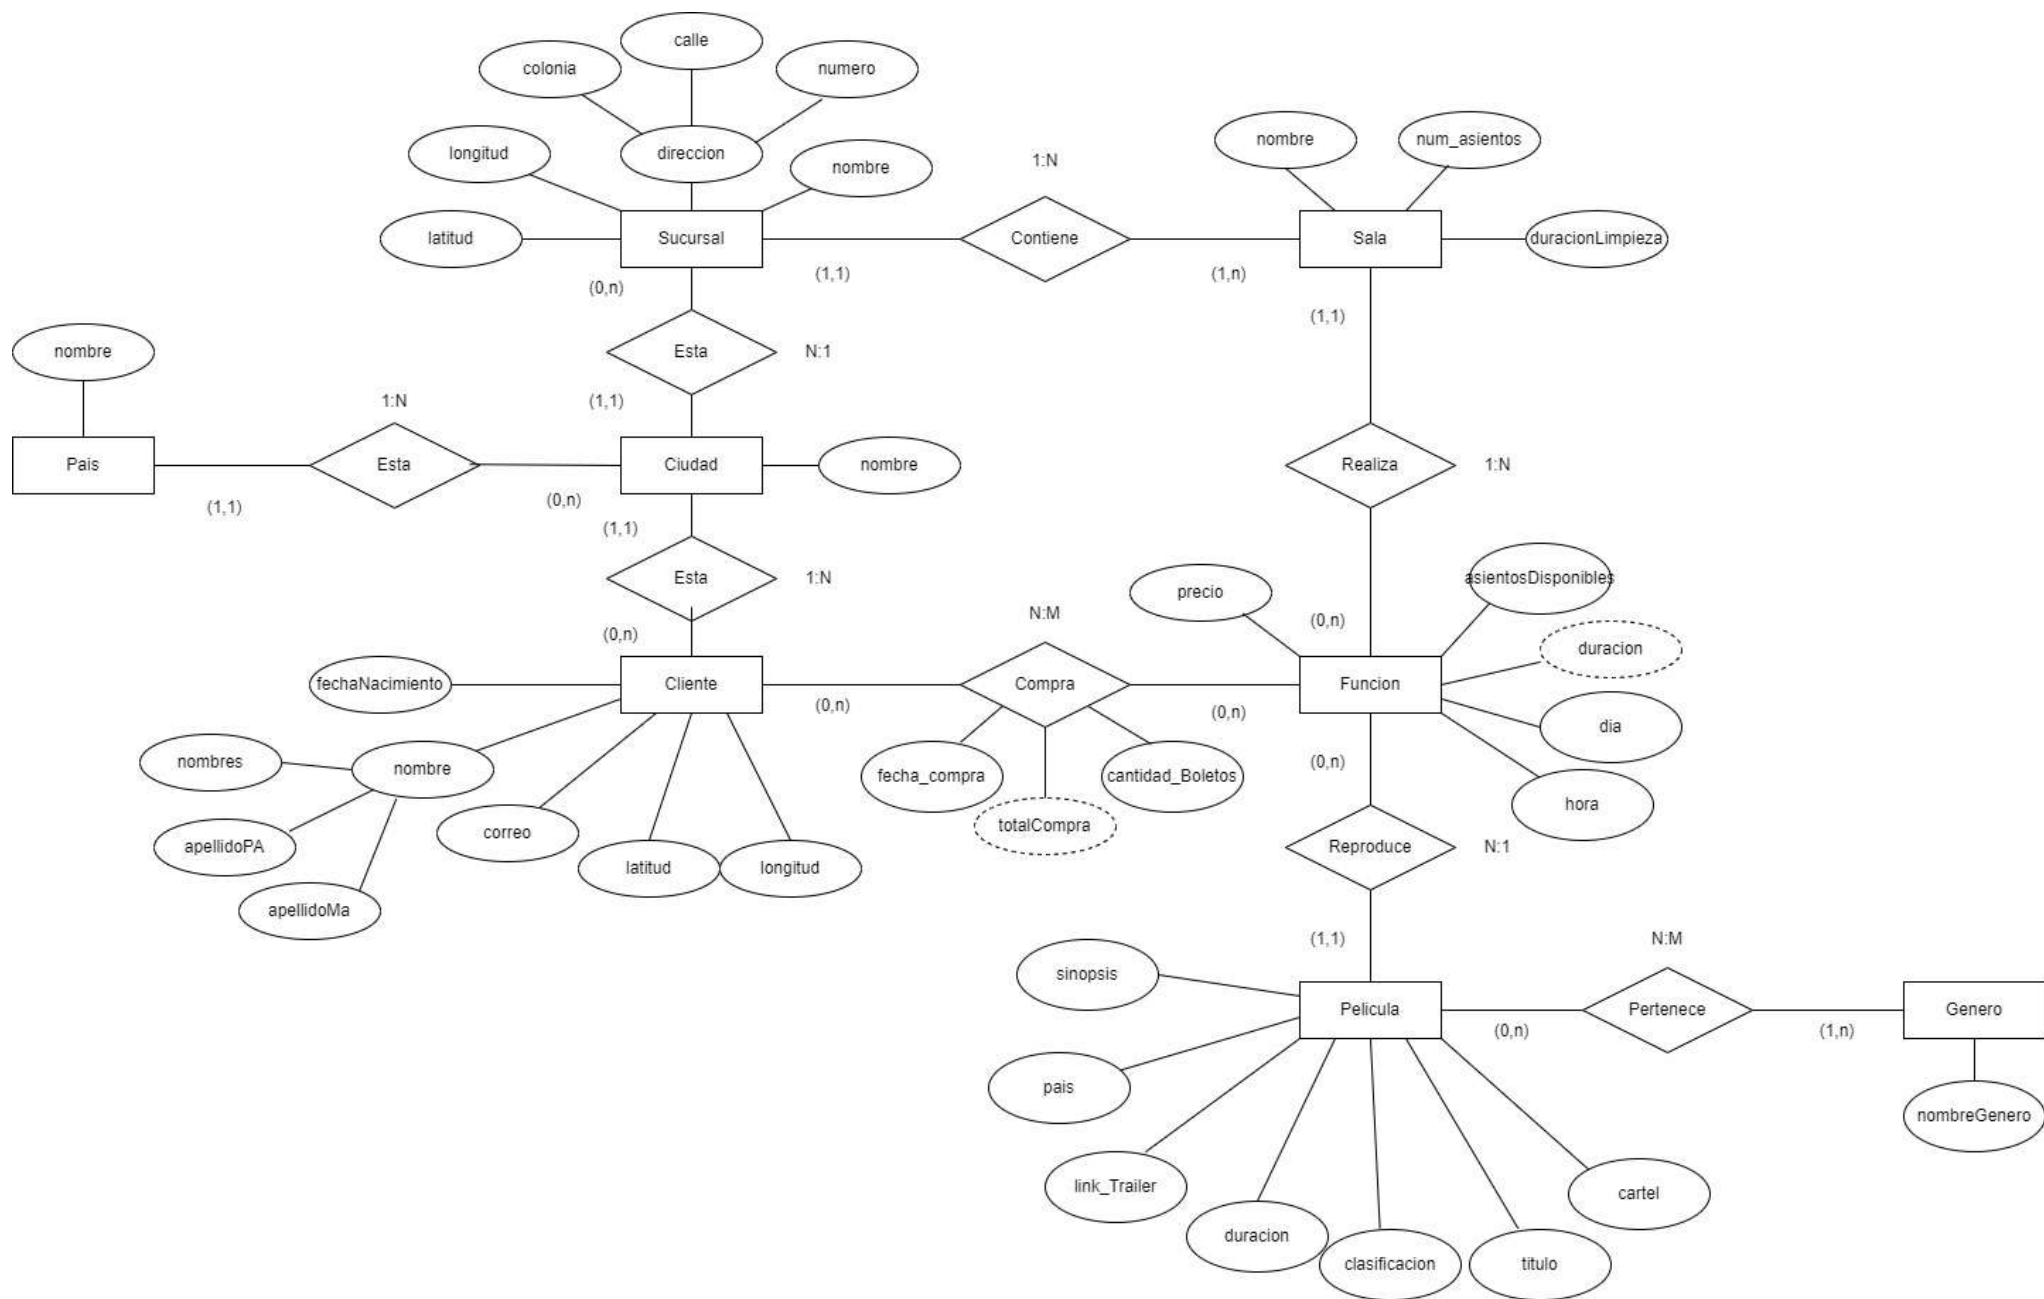 calle
colonia
numero
longitud
direccion
nombre
nombre
num_asientos
1:N
latitud
Sucursal
Contiene
Sala
duracionLimpieza
(0,n)
(1,1)
(1,n)
(1,1)
nombre
Esta
N:1
1:N
(1,1)
Pais
Esta
Ciudad
nombre
Realiza
1:N
(1,1)
(0,n)
(1,1)
Esta
1:N
asientosDisponibles
precio
N:M
(0,n)
(0,n)
duracion
fechaNacimiento
Cliente
Compra
Funcion
(0,n)
(0,n)
dia
nombres
nombre
(0,n)
fecha_compra
cantidad_Boletos
hora
apellidoPA
correo
totalCompra
Reproduce
N:1
latitud
longitud
apellidoMa
(1,1)
N:M
sinopsis
Pelicula
Pertenece
Genero
(0,n)
(1,n)
pais
nombreGenero
link_Trailer
cartel
duracion
clasificacion
titulo